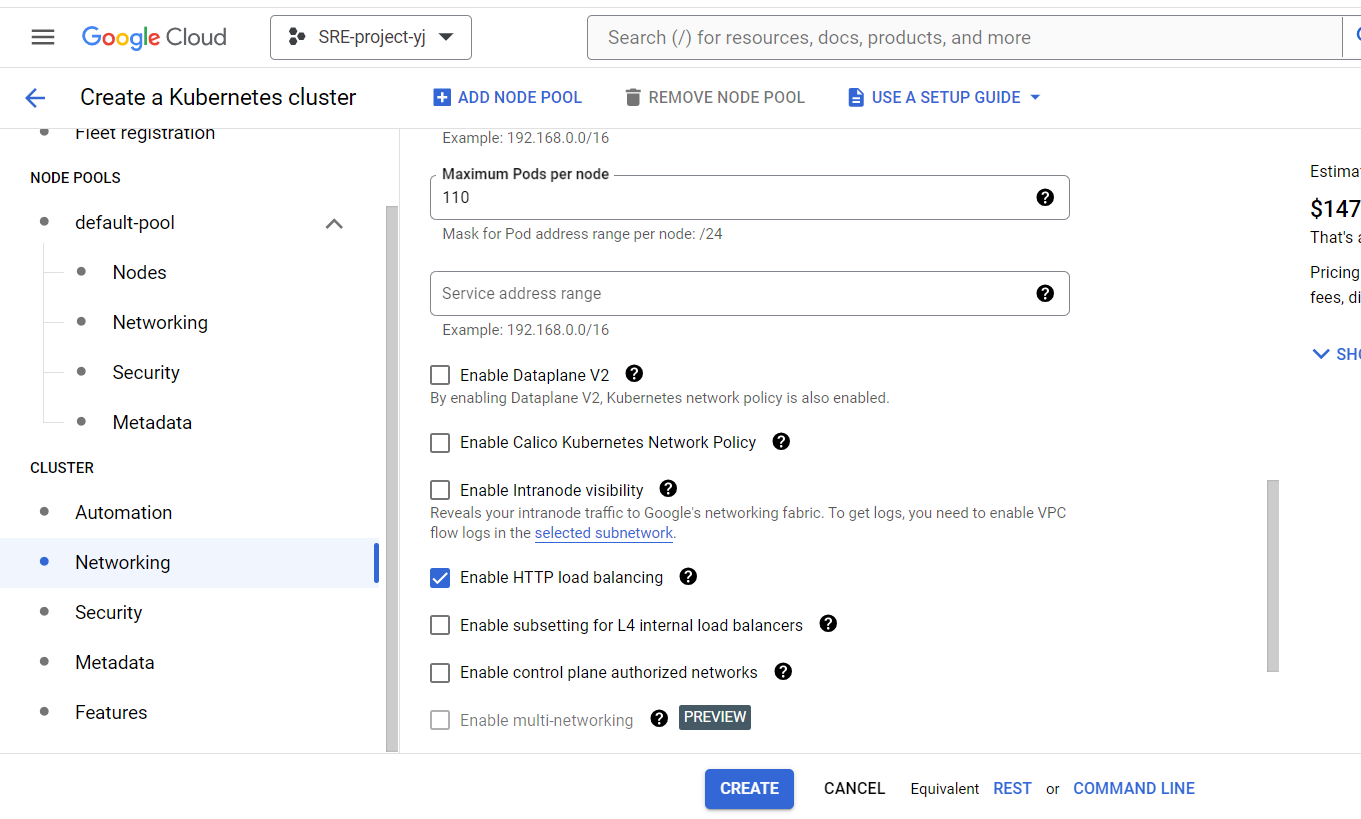 Google Cloud
SRE-project-yj
Search (/) for resources, docs, products, and more
Create a Kubernetes cluster
ADD NODE POOL
REMOVE NODE POOL
USE A SETUP GUIDE
Fleet registration
NODE POOLS
default-pool
Nodes
Networking
Security
Metadata
CLUSTER
Automation
Networking
Security
Metadata
Features
Example: 192.168.0.0/16
Maximum Pods per node
110
Mask for Pod address range per node: /24
Service address range
Example: 192.168.0.0/16
Enable Dataplane V2
By enabling Dataplane V2, Kubernetes network policy is also enabled.
Enable Calico Kubernetes Network Policy
Enable Intranode visibility
Reveals your intranode traffic to Google's networking fabric. To get logs, you need to enable VPC
flow logs in the selected subnetwork.
Enable HTTP load balancing
Enable subsetting for L4 internal load balancers
Enable control plane authorized networks
Enable multi-networking PREVIEW
$147
That's
Pricing
fees,
CREATE
CANCEL
Equivalent REST or COMMAND LINE